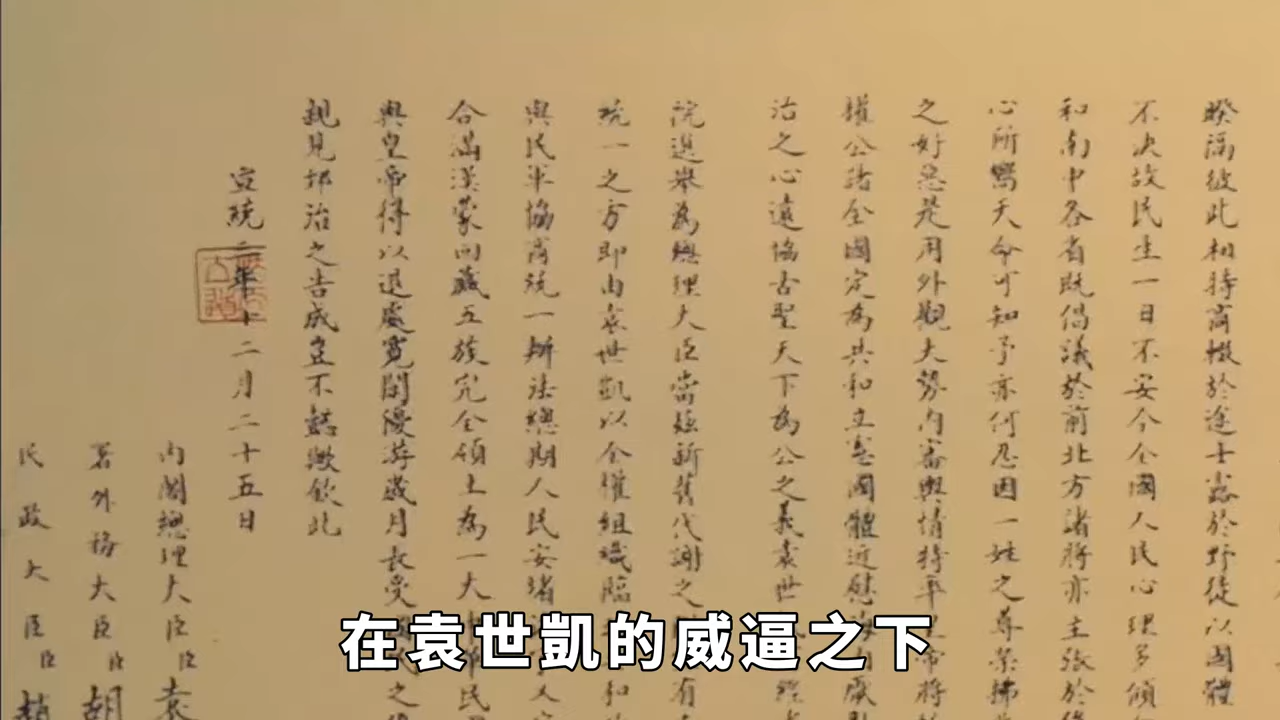 睽隔彼此相持商輟於途士露於野徒以國體
不決故民生一日不安今全國人民心理多傾
和南中各省既倡議於前北方諸將亦主張於
心所嚮天命可知予亦何忍因一姓之尊榮拂
之好惡是用外觀大勢內審輿情特率皇帝將
權公諸全國定為共和立憲國體近慰海內厭
治之心遠協古聖天下為公之義袁世
院選舉為總理大臣當茲新舊代謝之 有
統一之方即由袁世凱以全權組織臨 和
與民軍協商統一辦法總期人民安堵 乂
合滿漢蒙回藏五族完全領土為一大 民
與皇帝得以退處寬閒優游歲月長受 之
親見郅治之告成豈不懿歟欽此
宣統 年十二月二十五日
內閣總理大臣臣袁
署外務大臣臣胡
民政大臣臣趙
在袁世凱的威逼之下